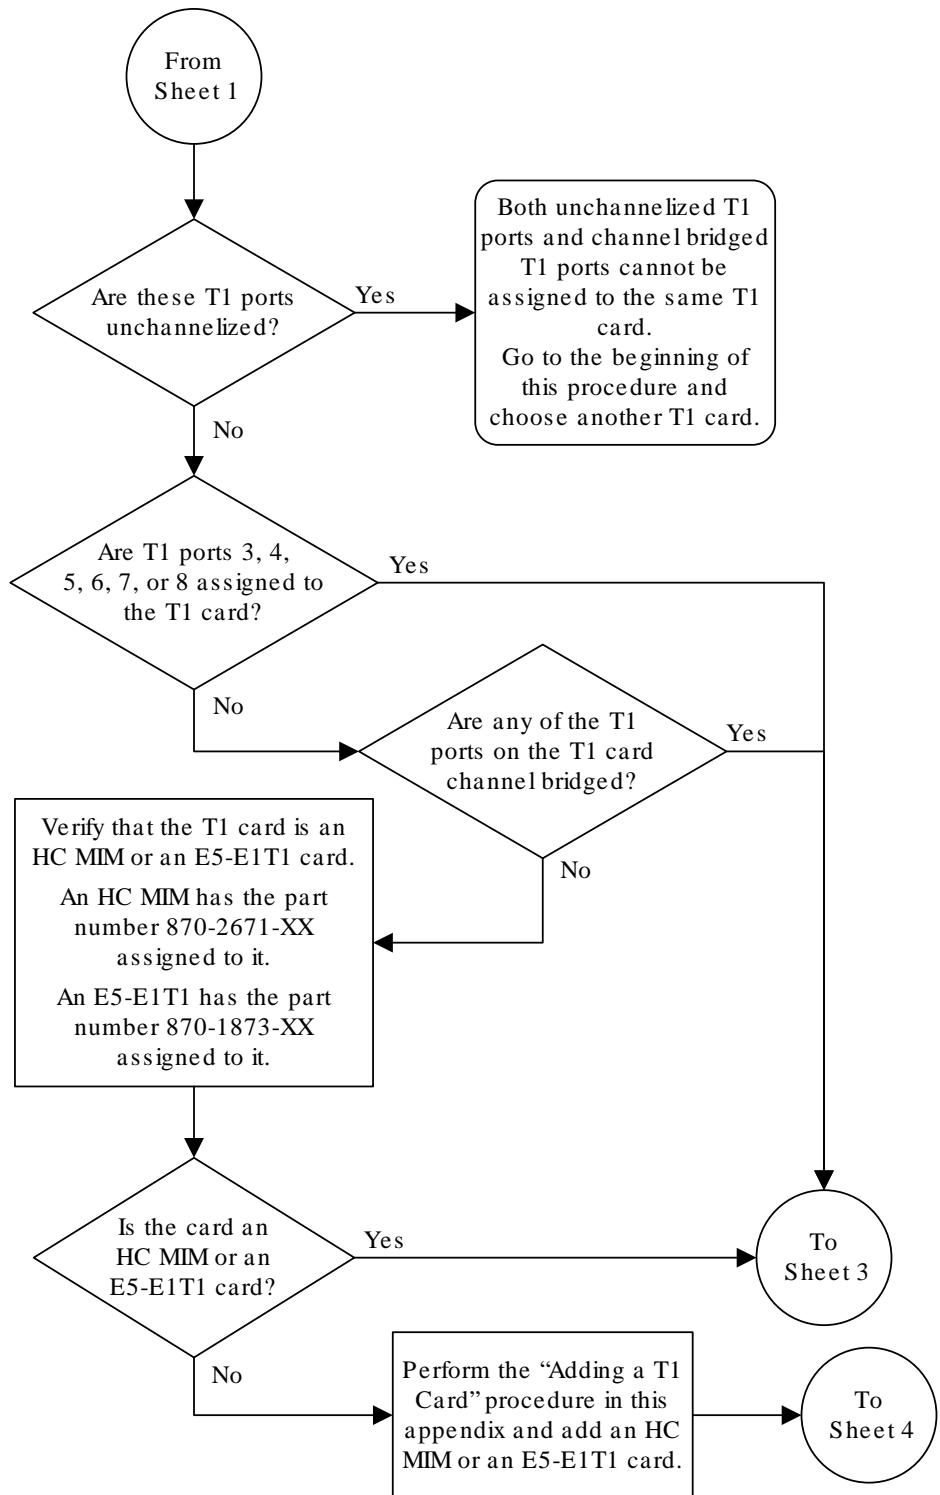 From
Sheet 1
Are these T1 ports
unchannelized?
Yes
Both unchannelized T1
ports and channel bridged
T1 ports cannot be
assigned to the same T1
card.
Go to the beginning of
this procedure and
choose another T1 card.
No
Are T1 ports 3, 4,
5, 6, 7, or 8 assigned to
the T1 card?
Yes
No
Are any of the T1
ports on the T1 card
channel bridged?
Yes
No
Verify that the T1 card is an
HC MIM or an E5-E1T1 card.
An HC MIM has the part
number 870-2671-XX
assigned to it.
An E5-E1T1 has the part
number 870-1873-XX
assigned to it.
Is the card an
HC MIM or an
E5-E1T1 card?
Yes
To
Sheet 3
No
Perform the “Adding a T1
Card” procedure in this
appendix and add an HC
MIM or an E5-E1T1 card.
To
Sheet 4